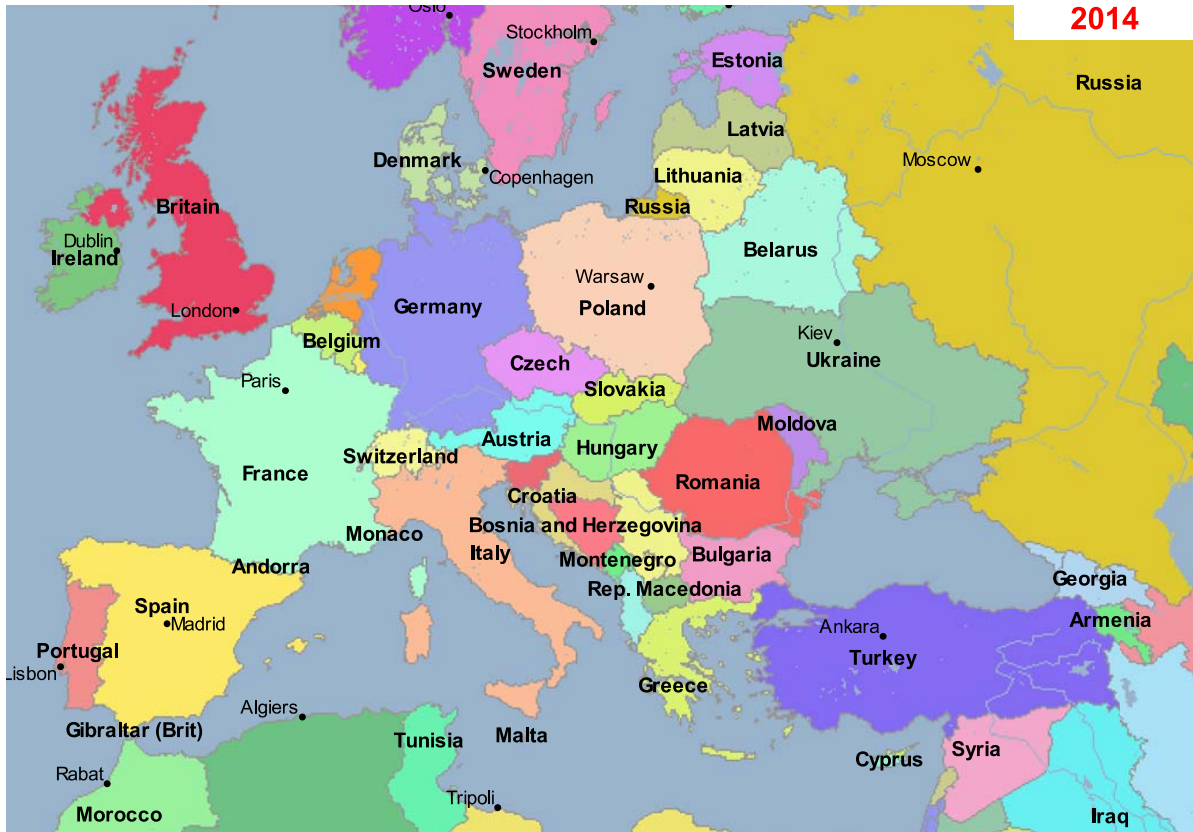 2014
Oslo
Stockholm
Sweden
Estonia
Russia
Latvia
Denmark
Copenhagen
Moscow
Lithuania
Russia
Britain
Dublin
Ireland
Belarus
Warsaw
Poland
Germany
London
Belgium
Kiev
Ukraine
Czech
Paris
Slovakia
Moldova
Austria
Hungary
Switzerland
France
Romania
Croatia
Bosnia and Herzegovina
Monaco
Italy
Bulgaria
Montenegro
Andorra
Georgia
Rep. Macedonia
Spain
Madrid
Armenia
Ankara
Turkey
Portugal
Lisbon
Greece
Algiers
Gibraltar (Brit)
Tunisia
Malta
Syria
Cyprus
Rabat
Tripoli
Morocco
Iraq